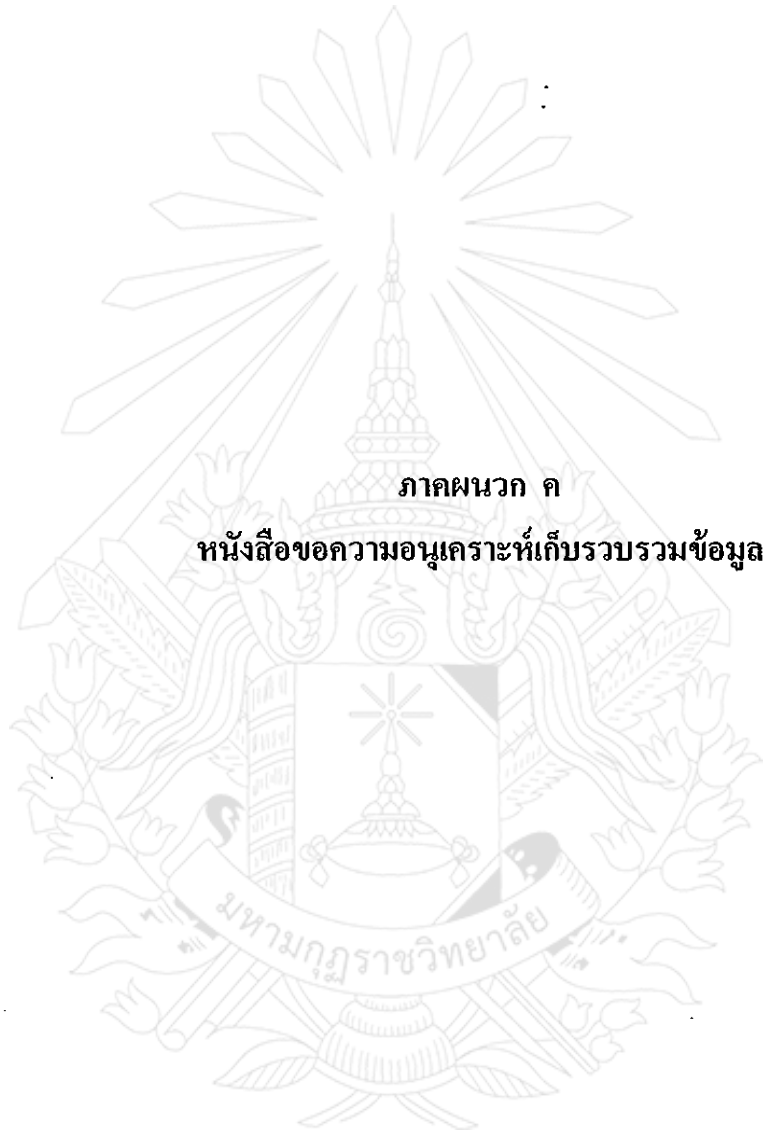 ภาคผนวก ค
หนังสือขอความอนุเคราะห์เก็บรวบรวมข้อมูล
มหามกุฏราชวิทยาลัย